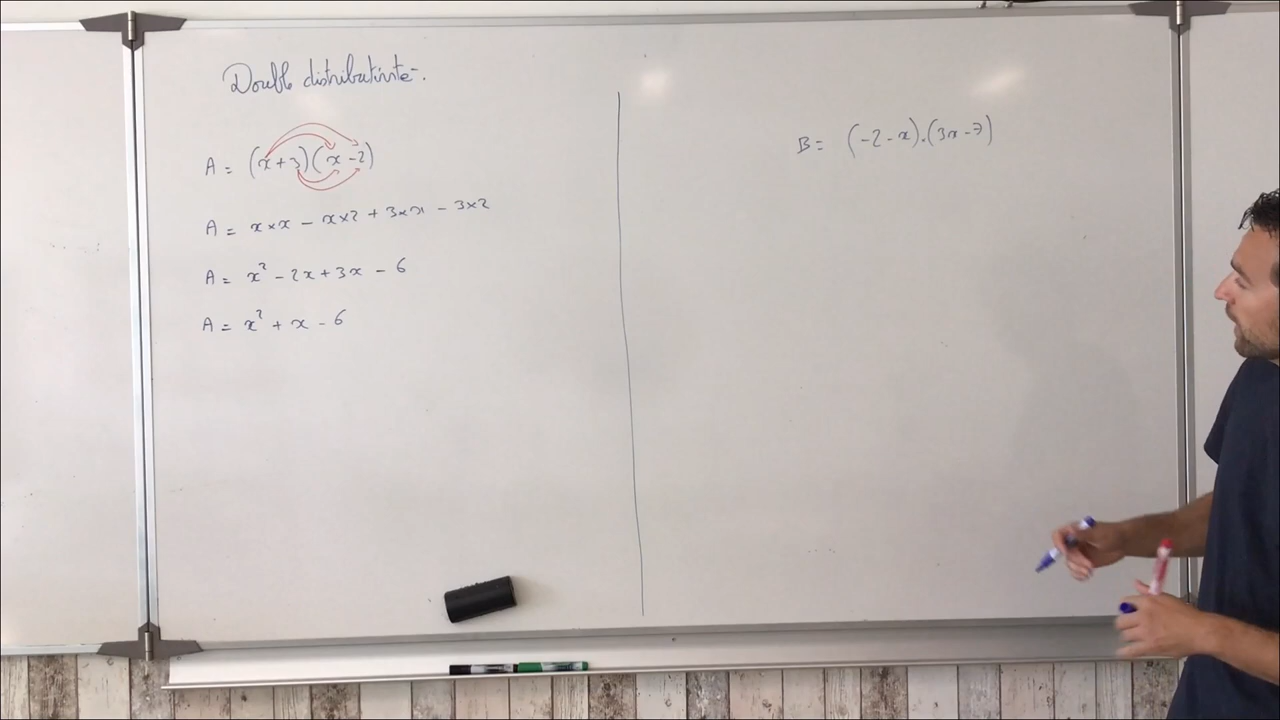 Double distributivité.
A = (x+3)(x-2)
A = x×x - x×2 + 3×x - 3×2
A = x² - 2x + 3x - 6
A = x² + x - 6
B = (-2-x).(3x-7)